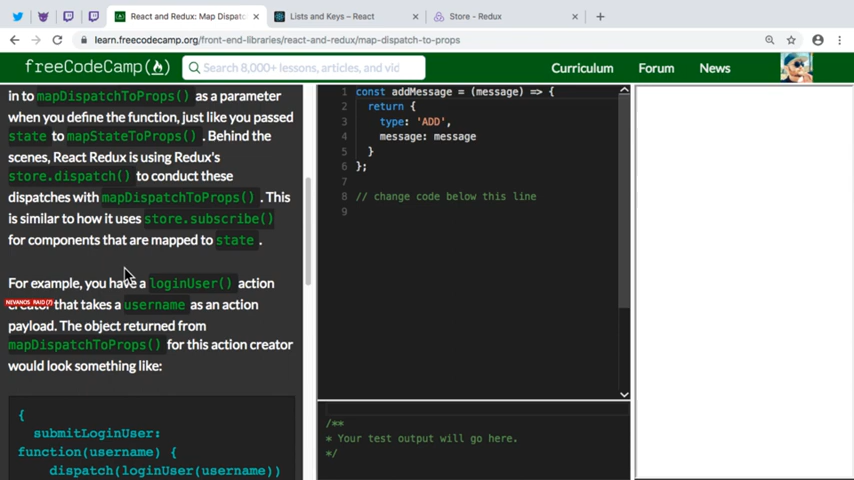 React and Redux: Map Dispatc
Lists and Keys – React
Store - Redux
learn.freecodecamp.org/front-end-libraries/react-and-redux/map-dispatch-to-props
freeCodeCamp
Search 8,000+ lessons, articles, and vid
Curriculum
Forum
News
in to mapDispatchToProps() as a parameter
when you define the function, just like you passed
state to mapStateToProps() . Behind the
scenes, React Redux is using Redux's
store.dispatch() to conduct these
dispatches with mapDispatchToProps() . This
is similar to how it uses store.subscribe()
for components that are mapped to state .
For example, you have a loginUser() action
NEVANOS RAID (7)
creator that takes a username as an action
payload. The object returned from
mapDispatchToProps() for this action creator
would look something like:
{
submitLoginUser:
function(username) {
dispatch(loginUser(username))
1 const addMessage = (message) => {
2 return {
3 type: 'ADD',
4 message: message
5 }
6 };
7
8 // change code below this line
9
/**
* Your test output will go here.
*/